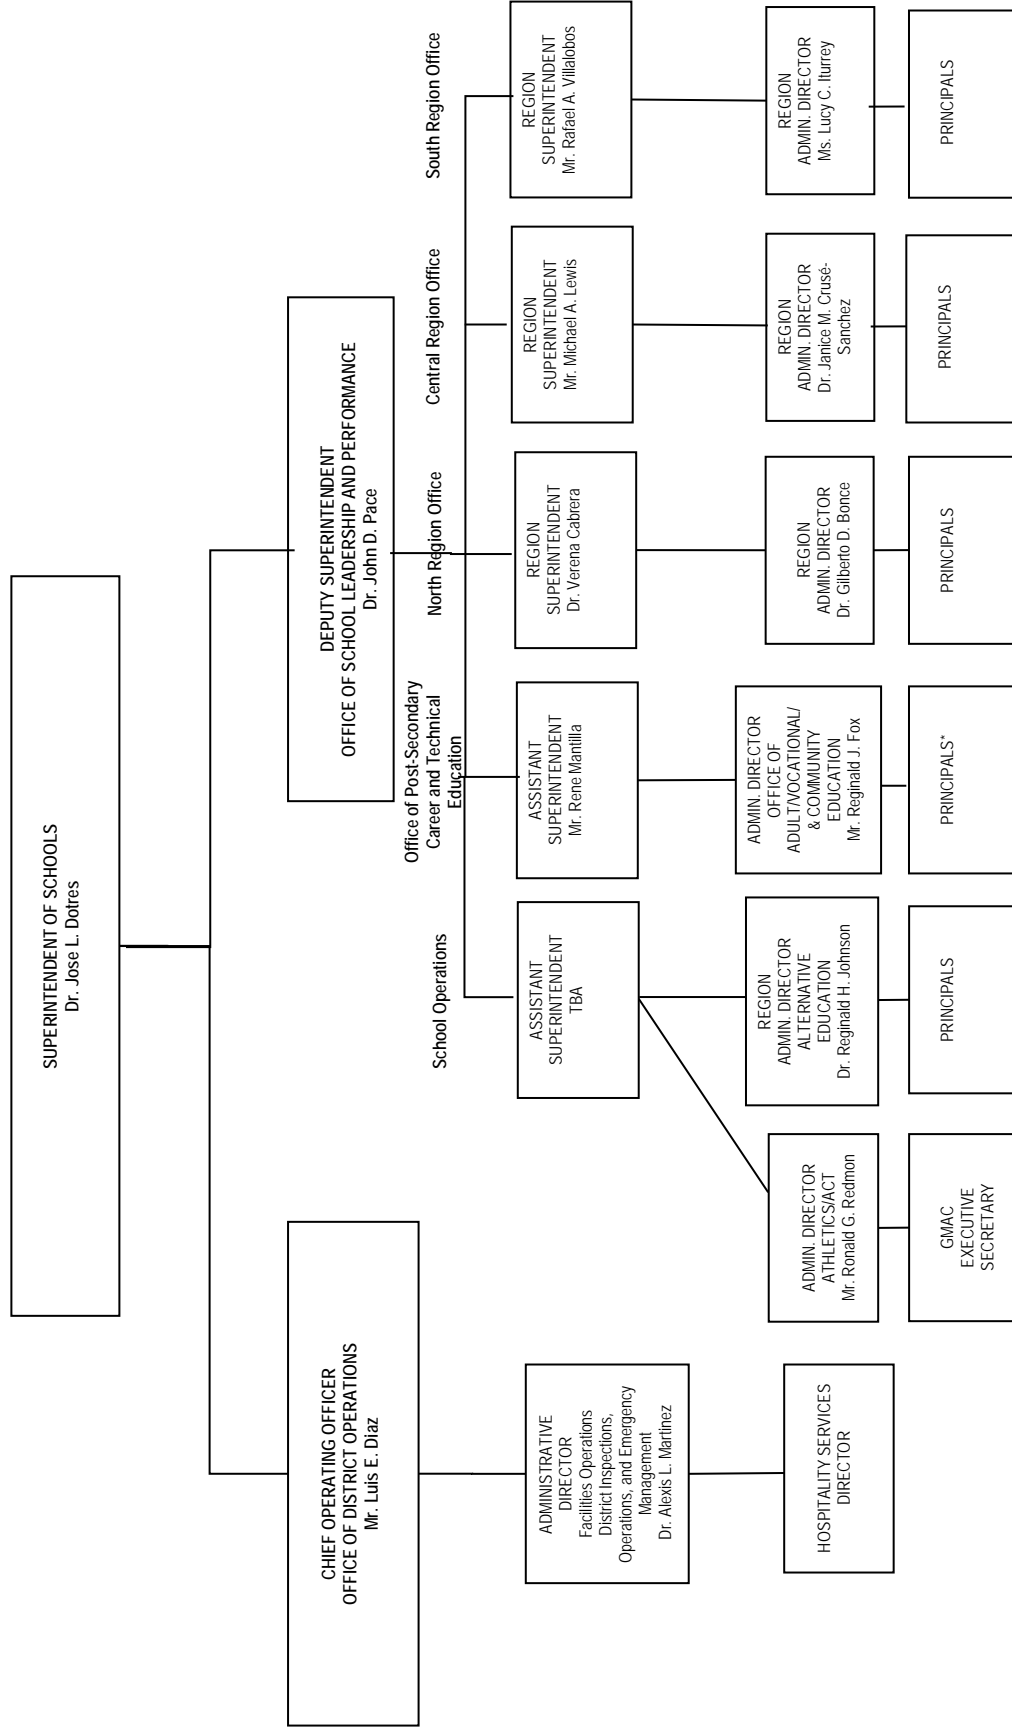 SUPERINTENDENT OF SCHOOLS
Dr. Jose L. Dotres
CHIEF OPERATING OFFICER
OFFICE OF DISTRICT OPERATIONS
Mr. Luis E. Diaz
DEPUTY SUPERINTENDENT
OFFICE OF SCHOOL LEADERSHIP AND PERFORMANCE
Dr. John D. Pace
School Operations
Office of Post-Secondary
Career and Technical
Education
North Region Office
Central Region Office
South Region Office
ADMINISTRATIVE
DIRECTOR
Facilities Operations
District Inspections,
Operations, and Emergency
Management
Dr. Alexis L. Martinez
ASSISTANT
SUPERINTENDENT
TBA
ASSISTANT
SUPERINTENDENT
Mr. Rene Mantilla
REGION
SUPERINTENDENT
Dr. Verena Cabrera
REGION
SUPERINTENDENT
Mr. Michael A. Lewis
REGION
SUPERINTENDENT
Mr. Rafael A. Villalobos
HOSPITALITY SERVICES
DIRECTOR
ADMIN. DIRECTOR
ATHLETICS/ACT
Mr. Ronald G. Redmon
REGION
ADMIN. DIRECTOR
ALTERNATIVE
EDUCATION
Dr. Reginald H. Johnson
ADMIN. DIRECTOR
OFFICE OF
ADULT/VOCATIONAL/
& COMMUNITY
EDUCATION
Mr. Reginald J. Fox
REGION
ADMIN. DIRECTOR
Dr. Gilberto D. Bonce
REGION
ADMIN. DIRECTOR
Dr. Janice M. Crusé-
Sanchez
REGION
ADMIN. DIRECTOR
Ms. Lucy C. Iturrey
GMAC
EXECUTIVE
SECRETARY
PRINCIPALS
PRINCIPALS*
PRINCIPALS
PRINCIPALS
PRINCIPALS